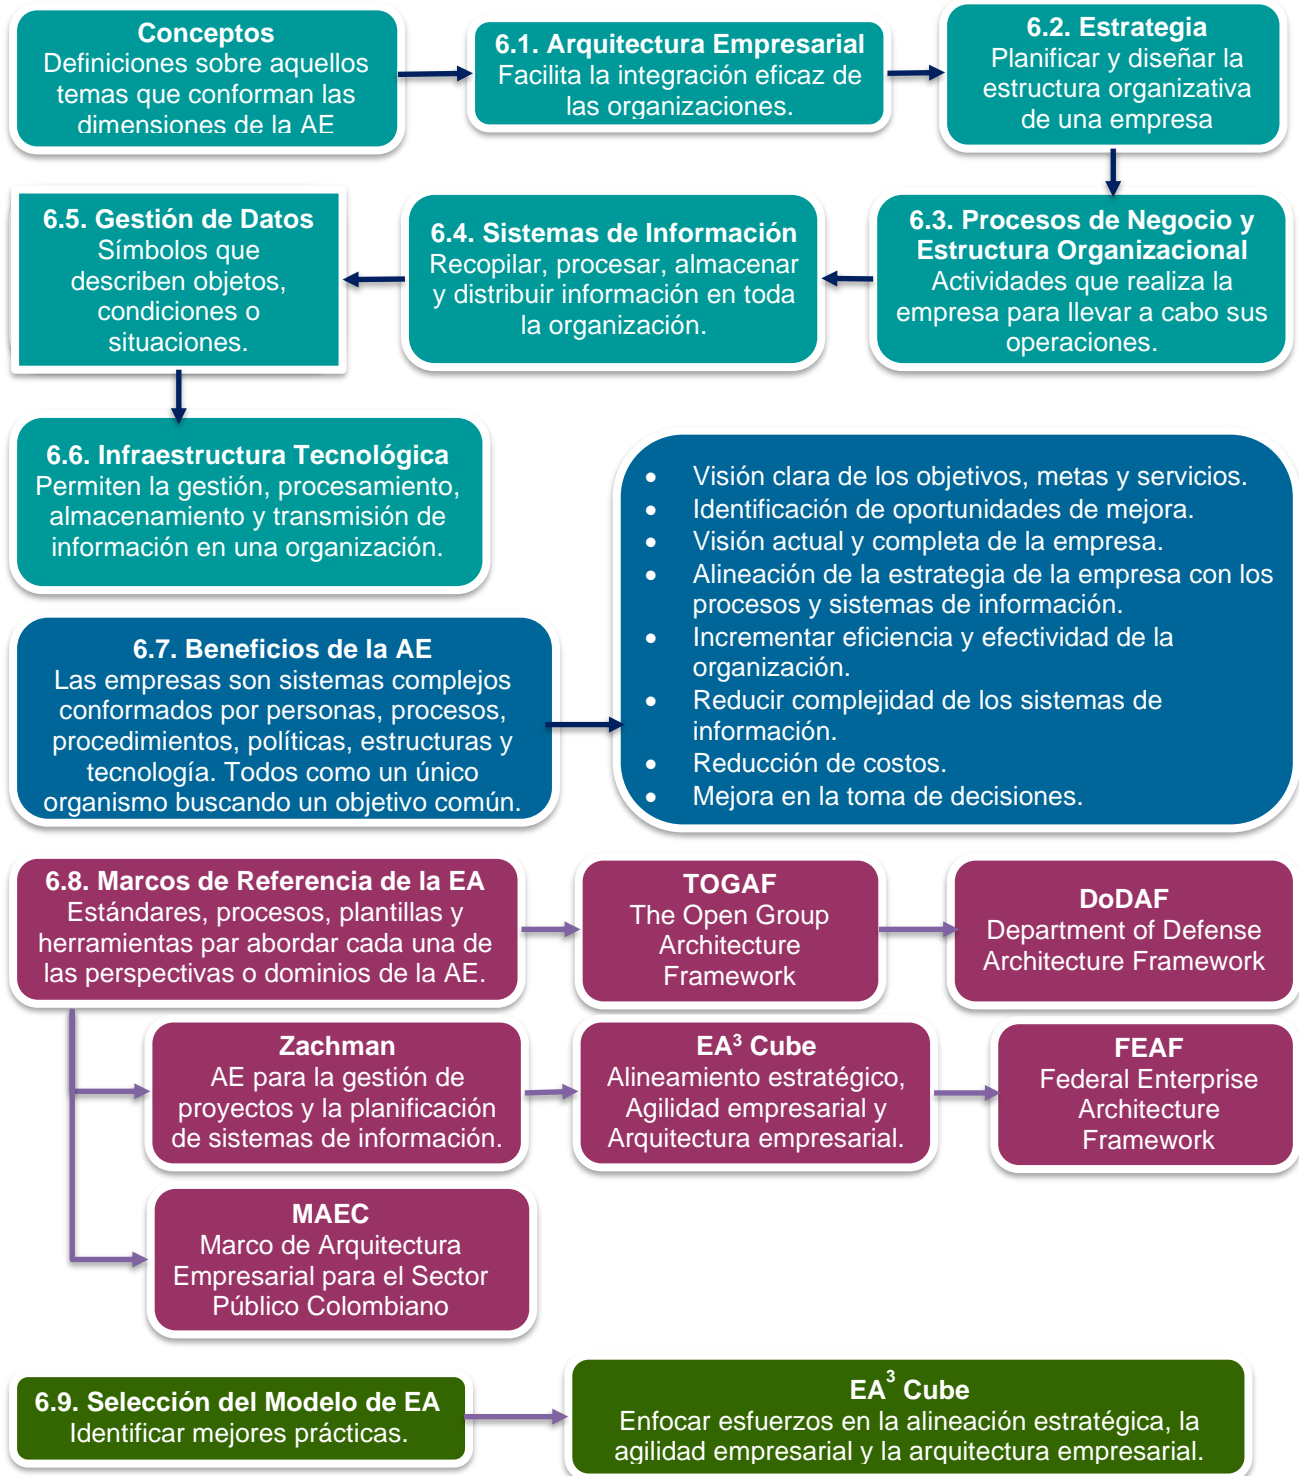 Conceptos
Definiciones sobre aquellos
temas que conforman las
dimensiones de la AE
6.1. Arquitectura Empresarial
Facilita la integración eficaz de
las organizaciones.
6.2. Estrategia
Planificar y diseñar la
estructura organizativa
de una empresa
6.3. Procesos de Negocio y
Estructura Organizacional
Actividades que realiza la
empresa para llevar a cabo sus
operaciones.
6.4. Sistemas de Información
Recopilar, procesar, almacenar
y distribuir información en toda
la organización.
6.5. Gestión de Datos
Símbolos que
describen objetos,
condiciones o
situaciones.
6.6. Infraestructura Tecnológica
Permiten la gestión, procesamiento,
almacenamiento y transmisión de
información en una organización.
6.7. Beneficios de la AE
Las empresas son sistemas complejos
conformados por personas, procesos,
procedimientos, políticas, estructuras y
tecnología. Todos como un único
organismo buscando un objetivo común.
• Visión clara de los objetivos, metas y servicios.
• Identificación de oportunidades de mejora.
• Visión actual y completa de la empresa.
• Alineación de la estrategia de la empresa con los
procesos y sistemas de información.
• Incrementar eficiencia y efectividad de la
organización.
• Reducir complejidad de los sistemas de
información.
• Reducción de costos.
• Mejora en la toma de decisiones.
6.8. Marcos de Referencia de la EA
Estándares, procesos, plantillas y
herramientas par abordar cada una de
las perspectivas o dominios de la AE.
TOGAF
The Open Group
Architecture
Framework
DoDAF
Department of Defense
Architecture Framework
Zachman
AE para la gestión de
proyectos y la planificación
de sistemas de información.
EA³ Cube
Alineamiento estratégico,
Agilidad empresarial y
Arquitectura empresarial.
FEAF
Federal Enterprise
Architecture
Framework
MAEC
Marco de Arquitectura
Empresarial para el Sector
Público Colombiano
6.9. Selección del Modelo de EA
Identificar mejores prácticas.
EA³ Cube
Enfocar esfuerzos en la alineación estratégica, la
agilidad empresarial y la arquitectura empresarial.